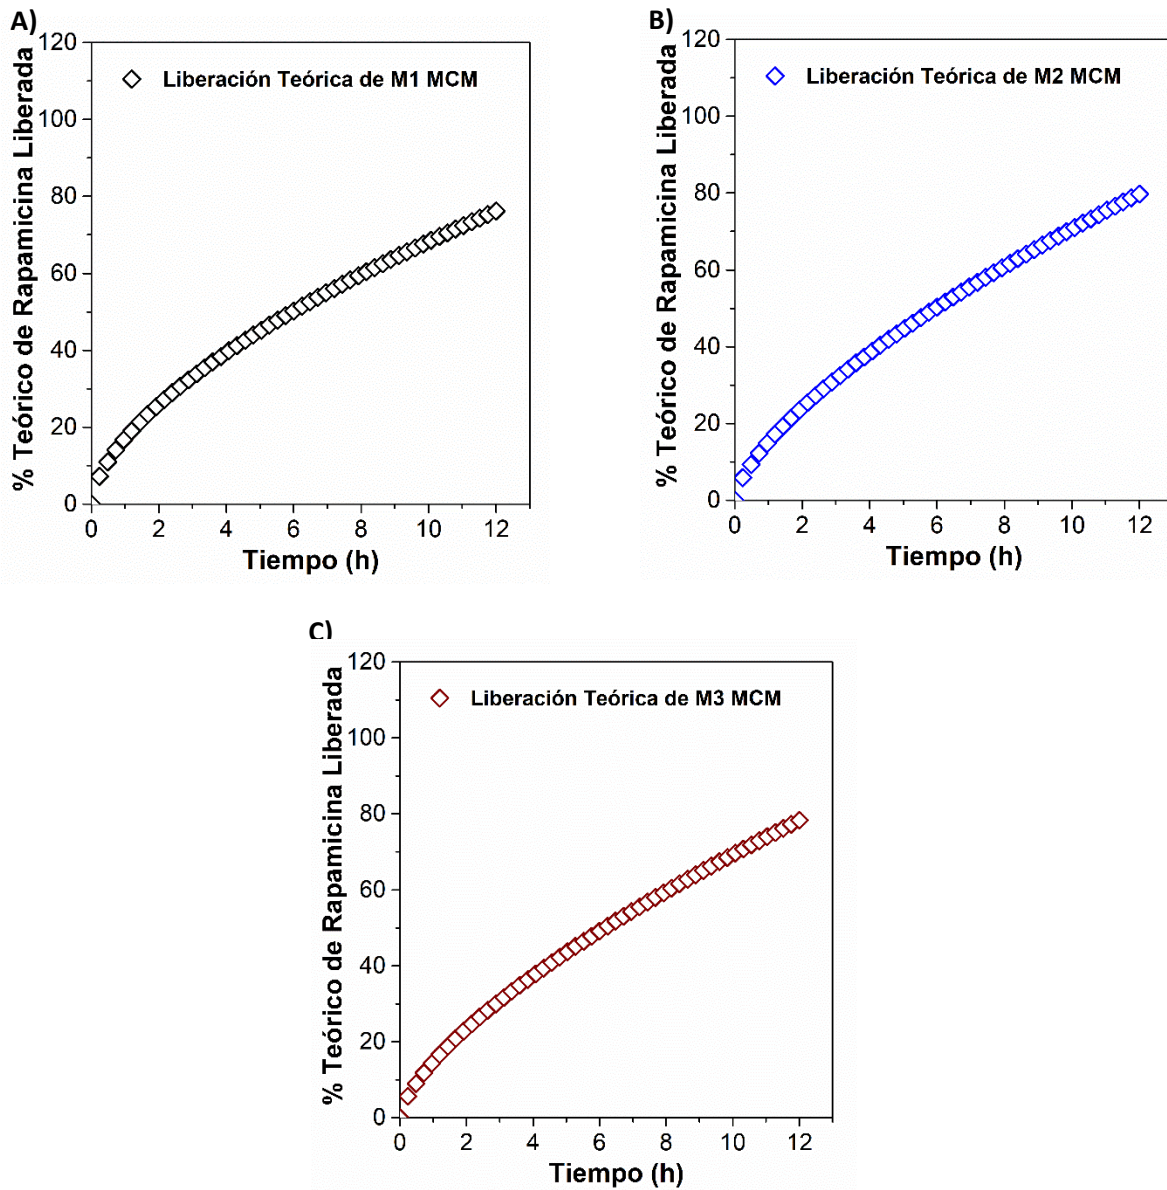 A)
% Teórico de Rapamicina Liberada
120
100
80
60
40
20
0
Liberación Teórica de M1 MCM
0 2 4 6 8 10 12
Tiempo (h)
B)
% Teórico de Rapamicina Liberada
120
100
80
60
40
20
0
Liberación Teórica de M2 MCM
0 2 4 6 8 10 12
Tiempo (h)
C)
% Teórico de Rapamicina Liberada
120
100
80
60
40
20
0
Liberación Teórica de M3 MCM
0 2 4 6 8 10 12
Tiempo (h)